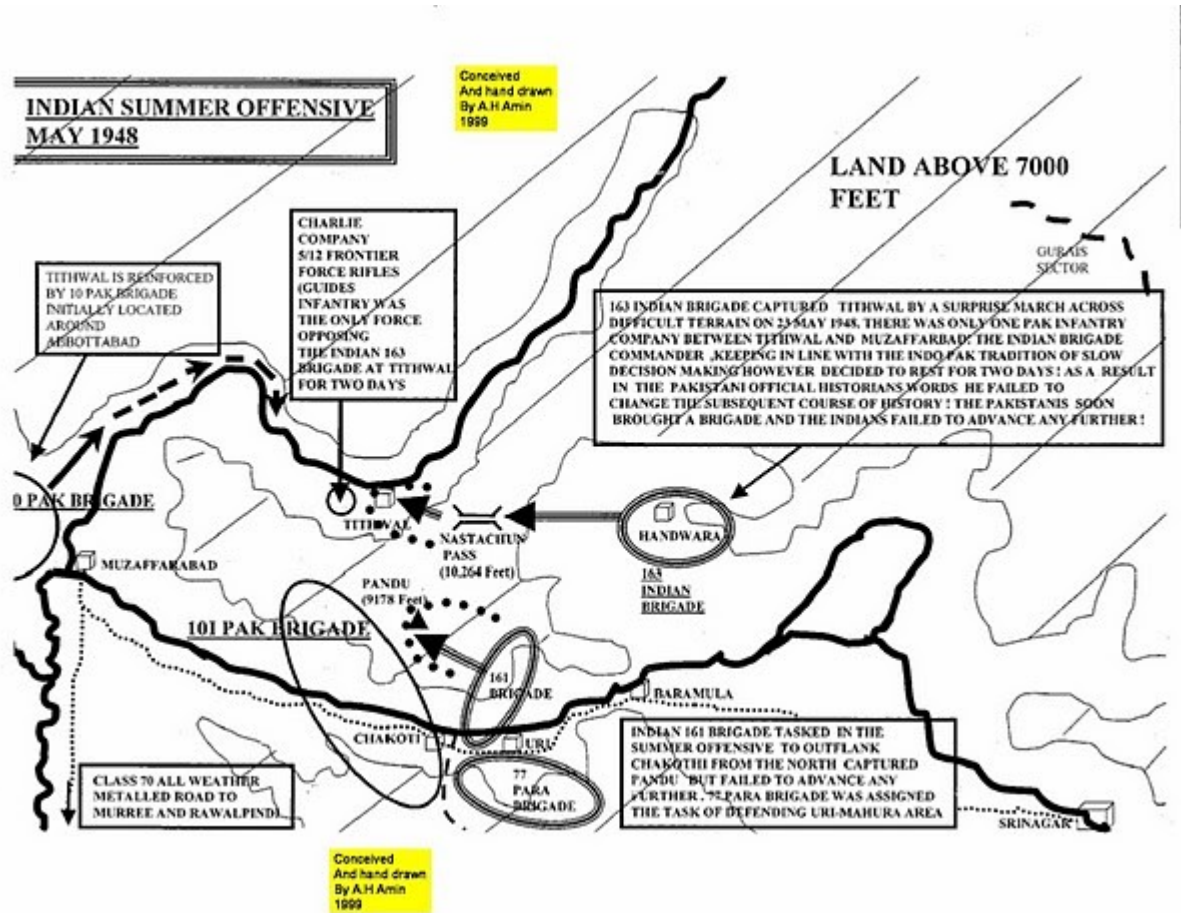 Conceived
And hand drawn
By A.H Amin
1999
INDIAN SUMMER OFFENSIVE
MAY 1948
LAND ABOVE 7000
FEET
GURAIS
SECTOR
CHARLIE
COMPANY
5/12 FRONTIER
FORCE RIFLES
(GUIDES
INFANTRY WAS
THE ONLY FORCE
OPPOSING
THE INDIAN 163
BRIGADE AT TITHWAL
FOR TWO DAYS
TITHWAL IS REINFORCED
BY 10 PAK BRIGADE
INITIALLY LOCATED
AROUND
ABBOTTABAD
163 INDIAN BRIGADE CAPTURED TITHWAL BY A SURPRISE MARCH ACROSS
DIFFICULT TERRAIN ON 23 MAY 1948. THERE WAS ONLY ONE PAK INFANTRY
COMPANY BETWEEN TITHWAL AND MUZAFFARBAD. THE INDIAN BRIGADE
COMMANDER ,KEEPING IN LINE WITH THE INDO PAK TRADITION OF SLOW
DECISION MAKING HOWEVER DECIDED TO REST FOR TWO DAYS ! AS A RESULT
IN THE PAKISTANI OFFICIAL HISTORIANS WORDS HE FAILED TO
CHANGE THE SUBSEQUENT COURSE OF HISTORY ! THE PAKISTANIS SOON
BROUGHT A BRIGADE AND THE INDIANS FAILED TO ADVANCE ANY FURTHER !
0 PAK BRIGADE
TITHWAL
NASTACHUN
PASS
(10,264 Feet)
HANDWARA
163
INDIAN
BRIGADE
MUZAFFARABAD
PANDU
(9178 Feet)
101 PAK BRIGADE
161
BRIGADE
BARAMULA
CHAKOTI
URI
77
PARA
BRIGADE
CLASS 70 ALL WEATHER
METALLED ROAD TO
MURREE AND RAWALPINDI
INDIAN 161 BRIGADE TASKED IN THE
SUMMER OFFENSIVE TO OUTFLANK
CHAKOTHI FROM THE NORTH CAPTURED
PANDU BUT FAILED TO ADVANCE ANY
FURTHER . 77 PARA BRIGADE WAS ASSIGNED
THE TASK OF DEFENDING URI-MAHURA AREA
SRINAGAR
Conceived
And hand drawn
By A.H Amin
1999